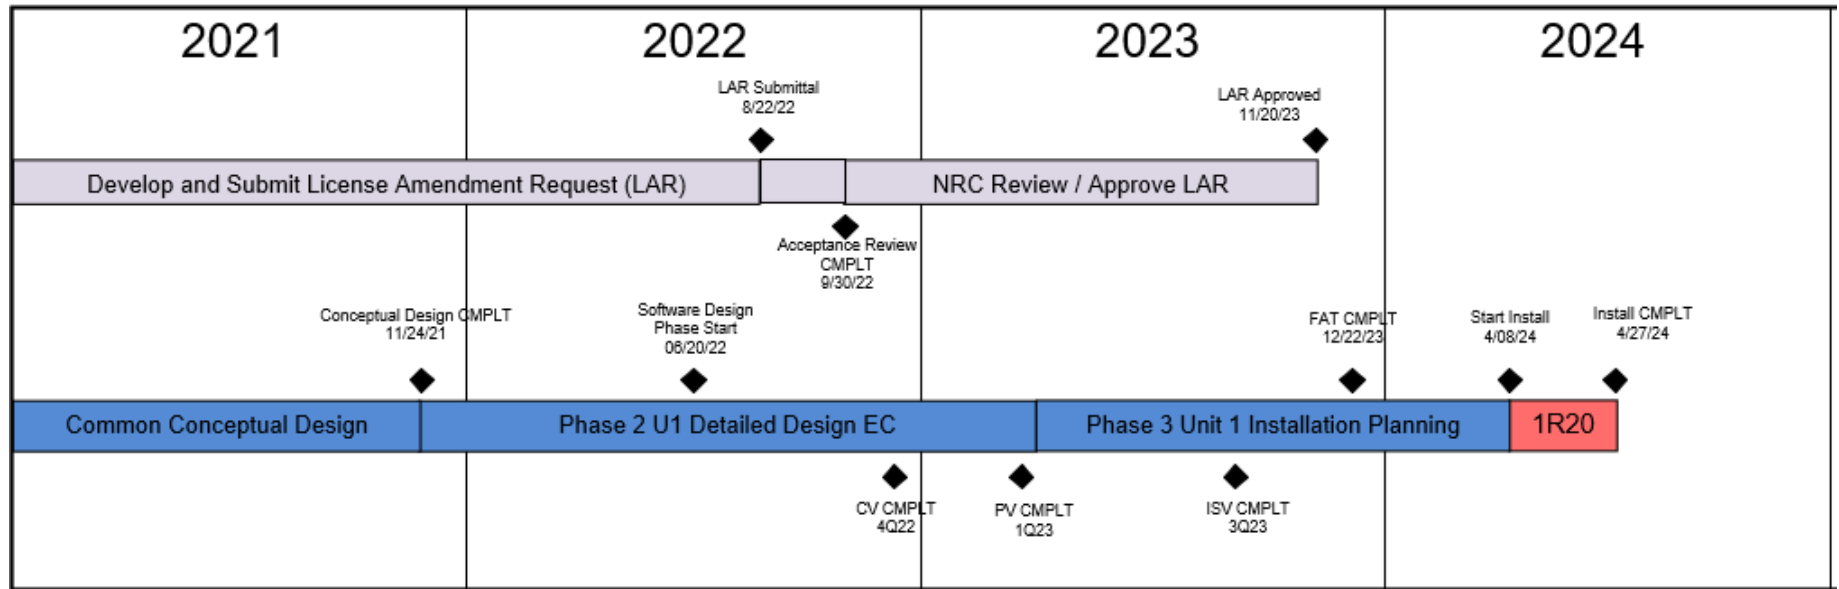 2021
2022
2023
2024
LAR Submittal
8/22/22
LAR Approved
11/20/23
Develop and Submit License Amendment Request (LAR)
NRC Review / Approve LAR
Acceptance Review
CMPLT
9/30/22
Conceptual Design CMPLT
11/24/21
Software Design
Phase Start
06/20/22
FAT CMPLT
12/22/23
Start Install
4/08/24
Install CMPLT
4/27/24
Common Conceptual Design
Phase 2 U1 Detailed Design EC
Phase 3 Unit 1 Installation Planning
1R20
CV CMPLT
4Q22
PV CMPLT
1Q23
ISV CMPLT
3Q23